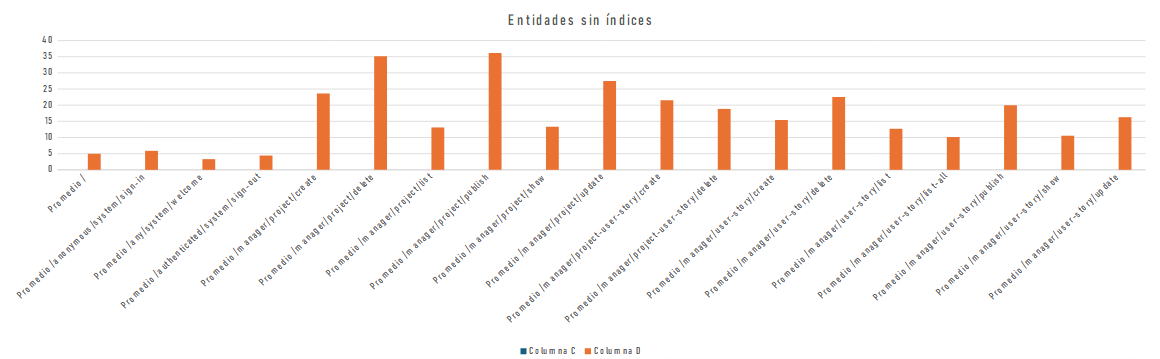 Entidades sin índices
40
35
30
25
20
15
10
5
0
Promedio /
Promedio /anonymous/system/sign-in
Promedio /any/system/welcome
Promedio /authenticated/system/sign-out
Promedio /manager/project/create
Promedio /manager/project/delete
Promedio /manager/project/list
Promedio /manager/project/publish
Promedio /manager/project/show
Promedio /manager/project/update
Promedio /manager/project-user-story/create
Promedio /manager/project-user-story/delete
Promedio /manager/user-story/create
Promedio /manager/user-story/delete
Promedio /manager/user-story/list
Promedio /manager/user-story/list-all
Promedio /manager/user-story/publish
Promedio /manager/user-story/show
Promedio /manager/user-story/update
Columna C Columna D